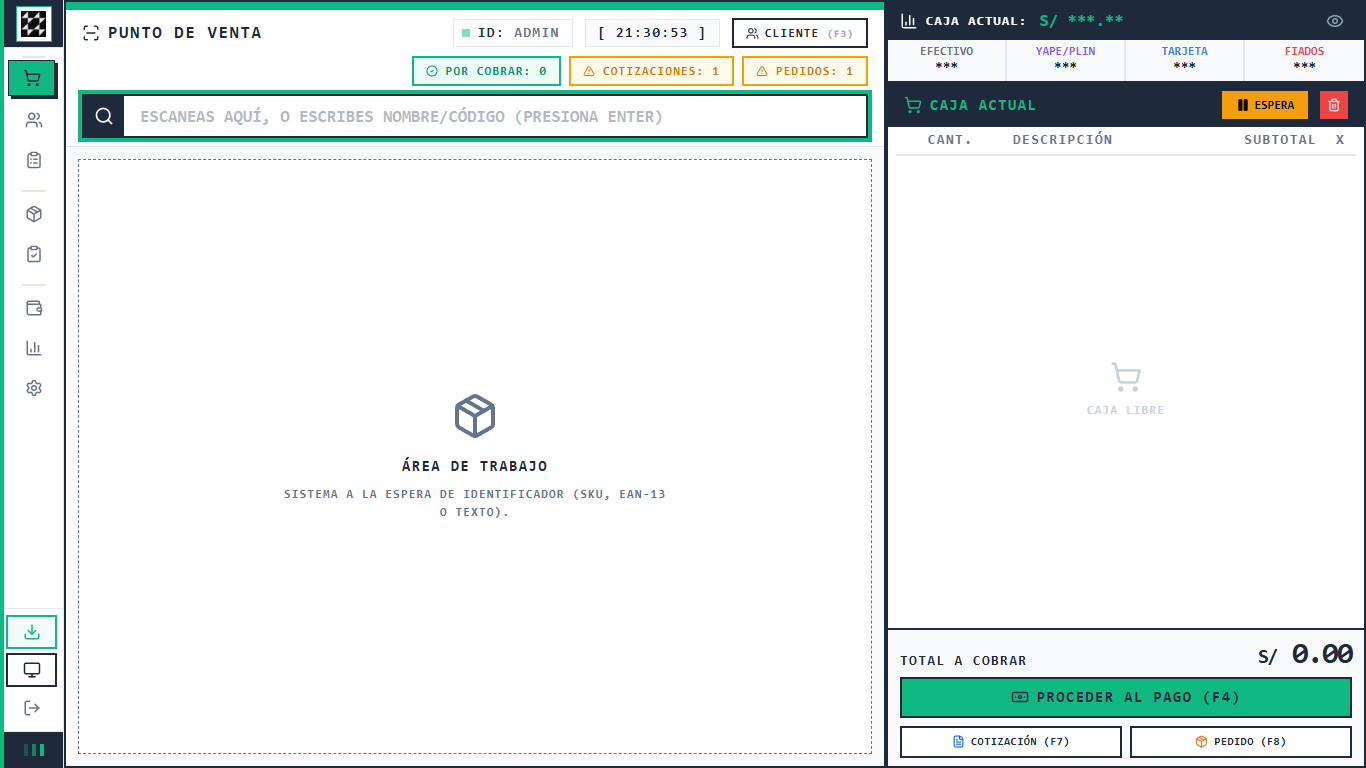 PUNTO DE VENTA
ID: ADMIN
[ 21:30:53 ]
CLIENTE (F3)
POR COBRAR: 0
COTIZACIONES: 1
PEDIDOS: 1
ESCANEAS AQUÍ, O ESCRIBES NOMBRE/CÓDIGO (PRESIONA ENTER)
ÁREA DE TRABAJO
SISTEMA A LA ESPERA DE IDENTIFICADOR (SKU, EAN-13
O TEXTO).
CAJA ACTUAL: S/ ***.**
EFECTIVO
***
YAPE/PLIN
***
TARJETA
***
FIADOS
***
CAJA ACTUAL
ESPERA
CANT. DESCRIPCIÓN SUBTOTAL X
CAJA LIBRE
TOTAL A COBRAR S/ 0.00
PROCEDER AL PAGO (F4)
COTIZACIÓN (F7)
PEDIDO (F8)